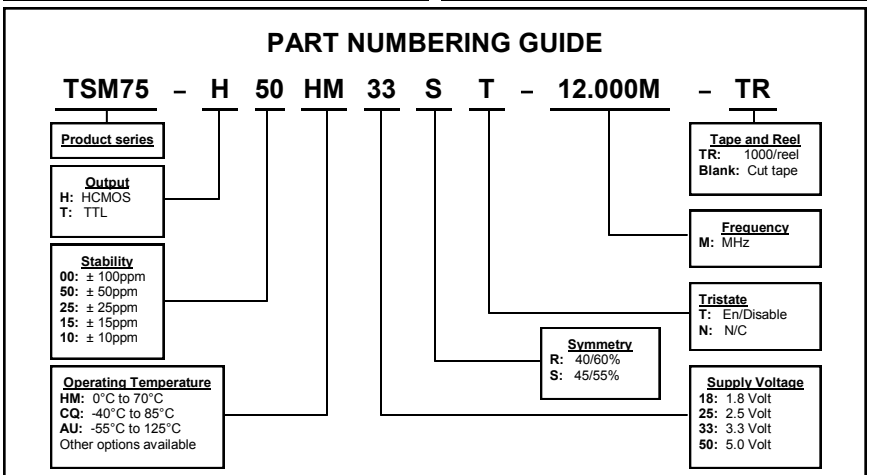 PART NUMBERING GUIDE
TSM75 – H 50 HM 33 S T – 12.000M – TR
Product series
Output
H: HCMOS
T: TTL
Stability
00: ± 100ppm
50: ± 50ppm
25: ± 25ppm
15: ± 15ppm
10: ± 10ppm
Operating Temperature
HM: 0°C to 70°C
CQ: -40°C to 85°C
AU: -55°C to 125°C
Other options available
Symmetry
R: 40/60%
S: 45/55%
Tape and Reel
TR: 1000/reel
Blank: Cut tape
Frequency
M: MHz
Tristate
T: En/Disable
N: N/C
Supply Voltage
18: 1.8 Volt
25: 2.5 Volt
33: 3.3 Volt
50: 5.0 Volt